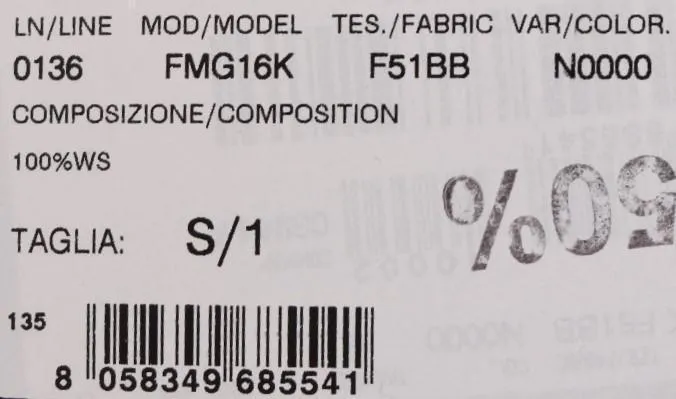 LN/LINE MOD/MODEL TES./FABRIC VAR/COLOR.
0136 FMG16K F51BB N0000
COMPOSIZIONE/COMPOSITION
100%WS
50%
TAGLIA: S/1
135
8 058349 685541